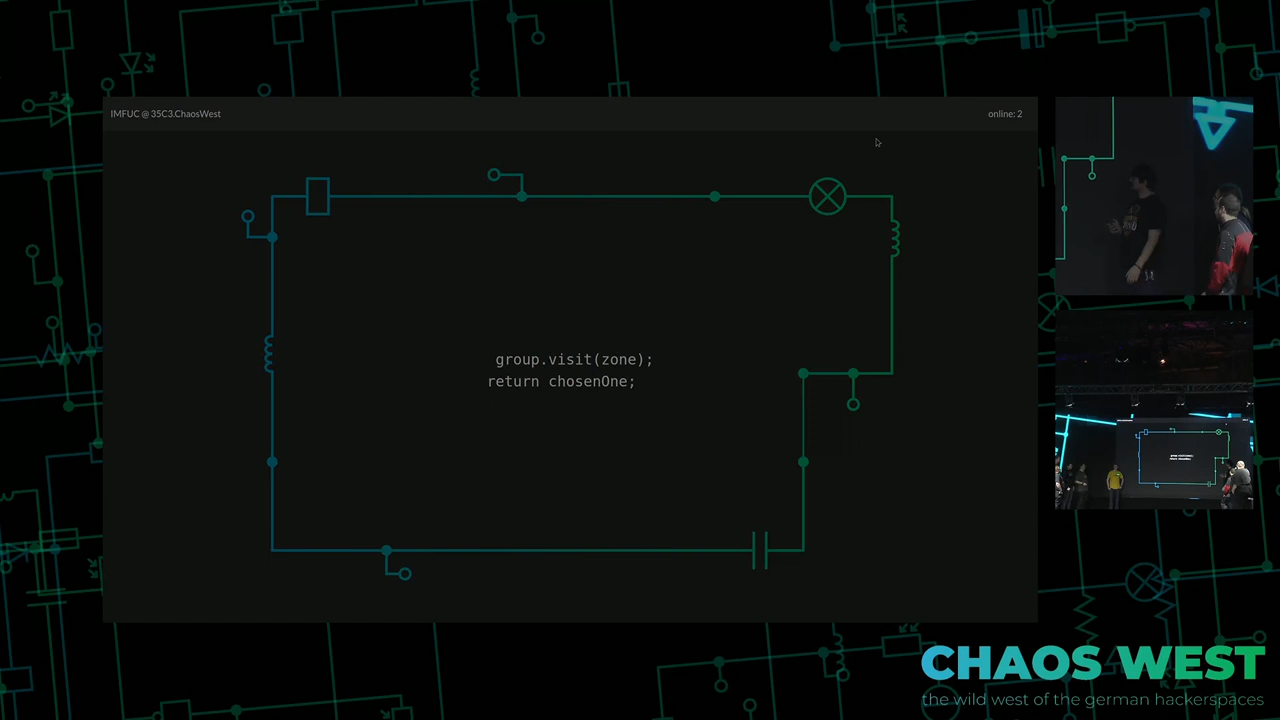 IMFUC @ 35C3.ChaosWest
online: 2
group.visit(zone);
return chosenOne;
CHAOS WEST
the wild west of the german hackerspaces